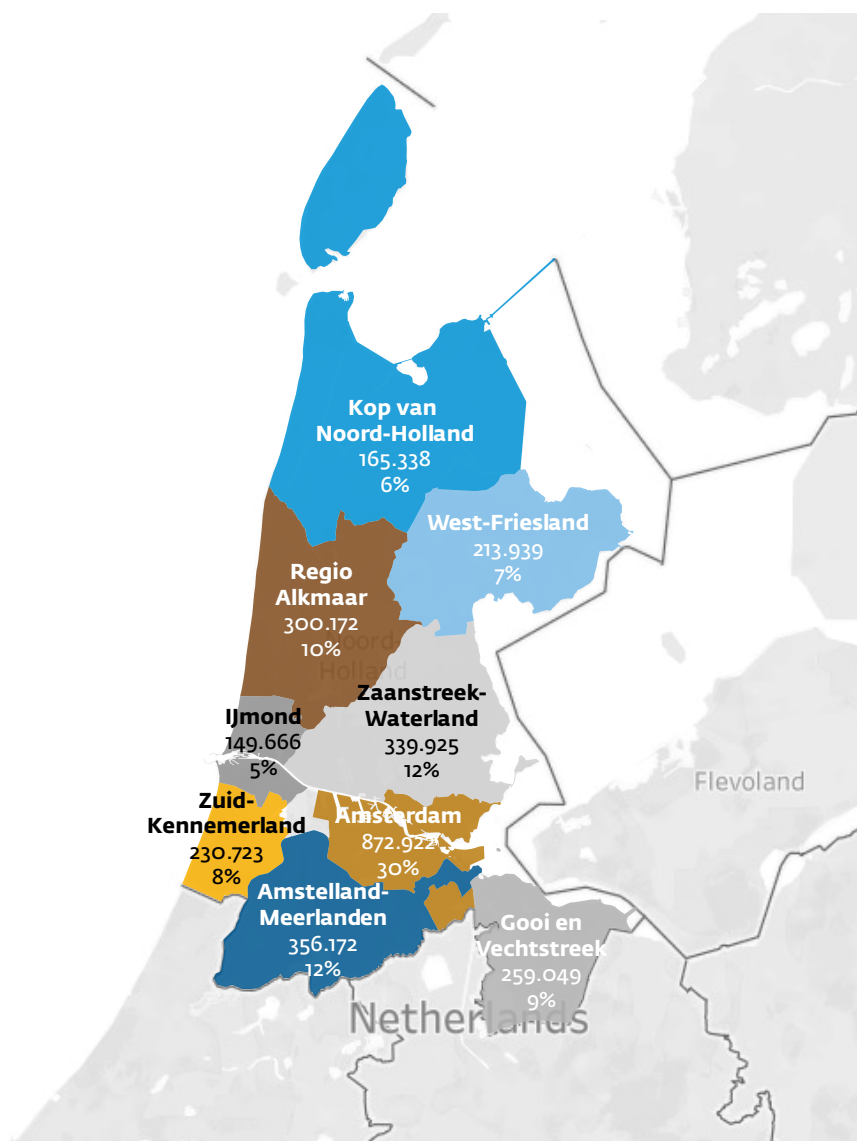 Kop van
Noord-Holland
165.338
6%
West-Friesland
213.939
7%
Regio
Alkmaar
300.172
10%
Noord-
Holland
Zaanstreek-
Waterland
339.925
12%
IJmond
149.666
5%
Flevoland
Zuid-
Kennemerland
230.723
8%
Amsterdam
872.922
30%
Amstelland-
Meerlanden
356.172
12%
Gooi en
Vechtstreek
259.049
9%
Netherlands